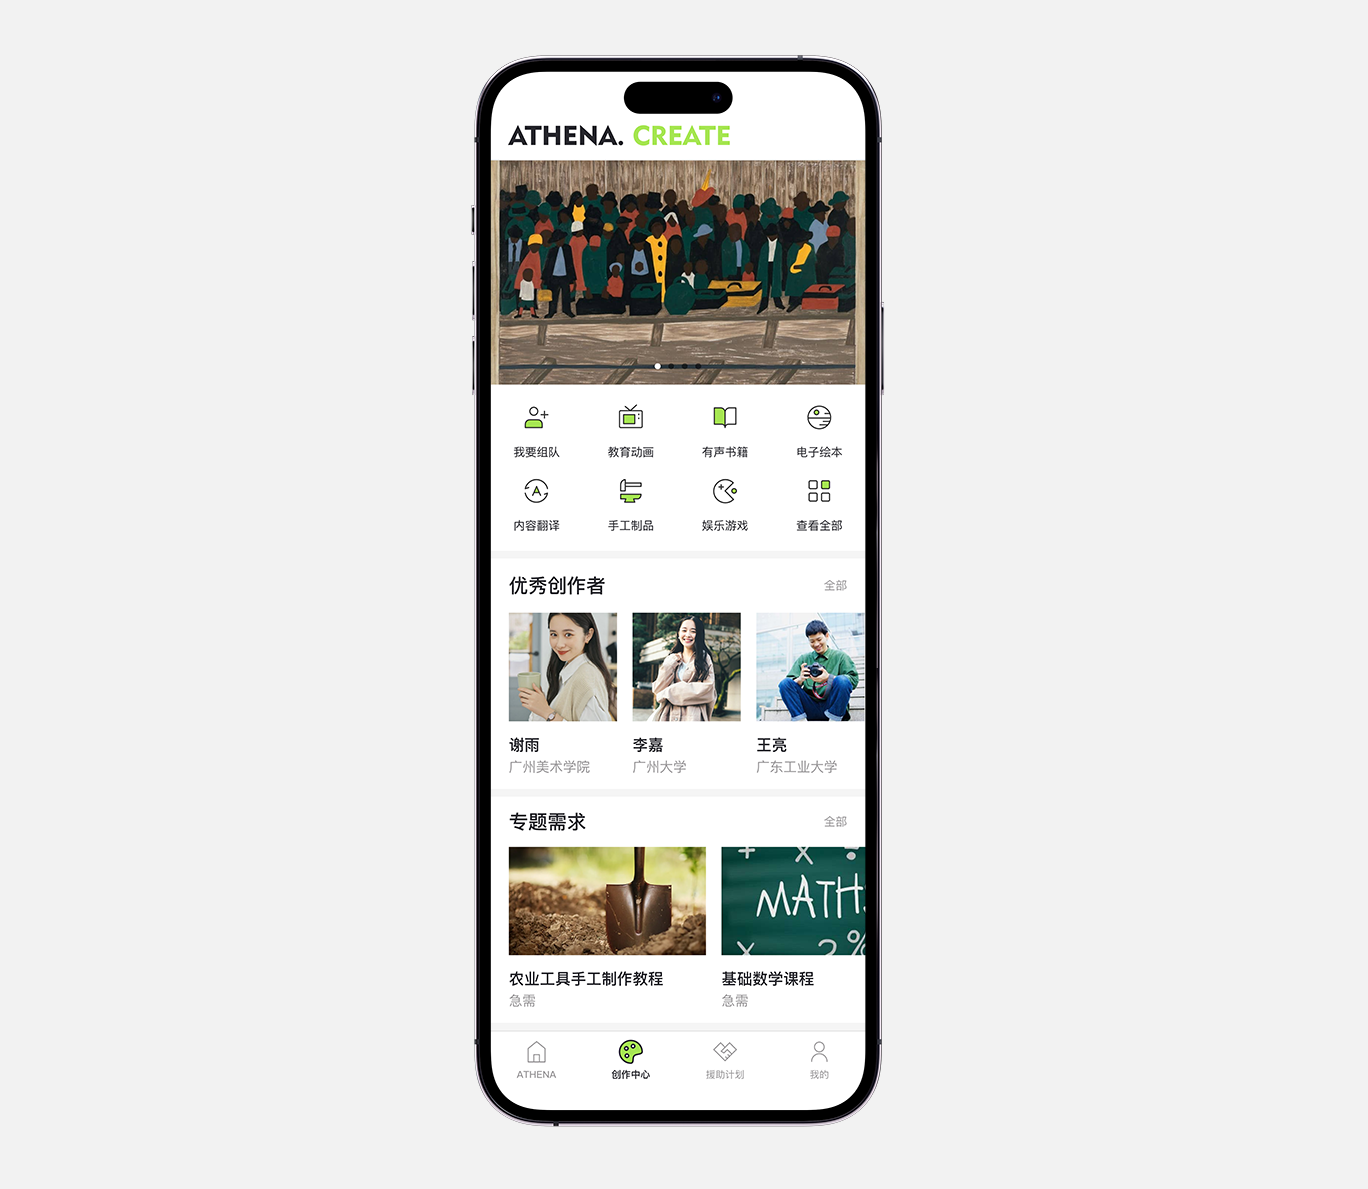 ATHENA. CREATE
我要组队 教育动画 有声书籍 电子绘本
内容翻译 手工制品 娱乐游戏 查看全部
优秀创作者 全部
谢雨 李嘉 王亮
广州美术学院 广州大学 广东工业大学
专题需求 全部
+ X ÷
MATHS
X 2%
农业工具手工制作教程 基础数学课程
急需 急需
ATHENA 创作中心 援助计划 我的